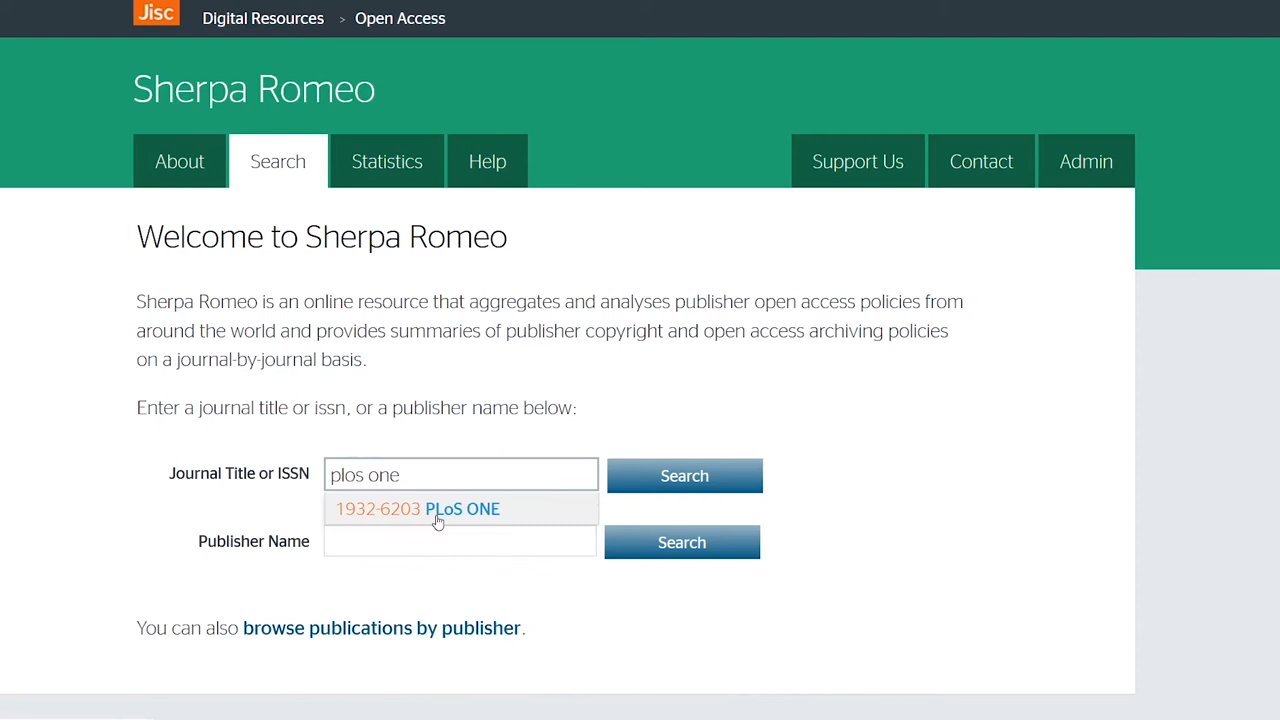 Jisc
Digital Resources > Open Access
Sherpa Romeo
About Search Statistics Help Support Us Contact Admin
Welcome to Sherpa Romeo
Sherpa Romeo is an online resource that aggregates and analyses publisher open access policies from
around the world and provides summaries of publisher copyright and open access archiving policies
on a journal-by-journal basis.
Enter a journal title or issn, or a publisher name below:
Journal Title or ISSN plos one Search
1932-6203 PLoS ONE
Publisher Name Search
You can also browse publications by publisher.